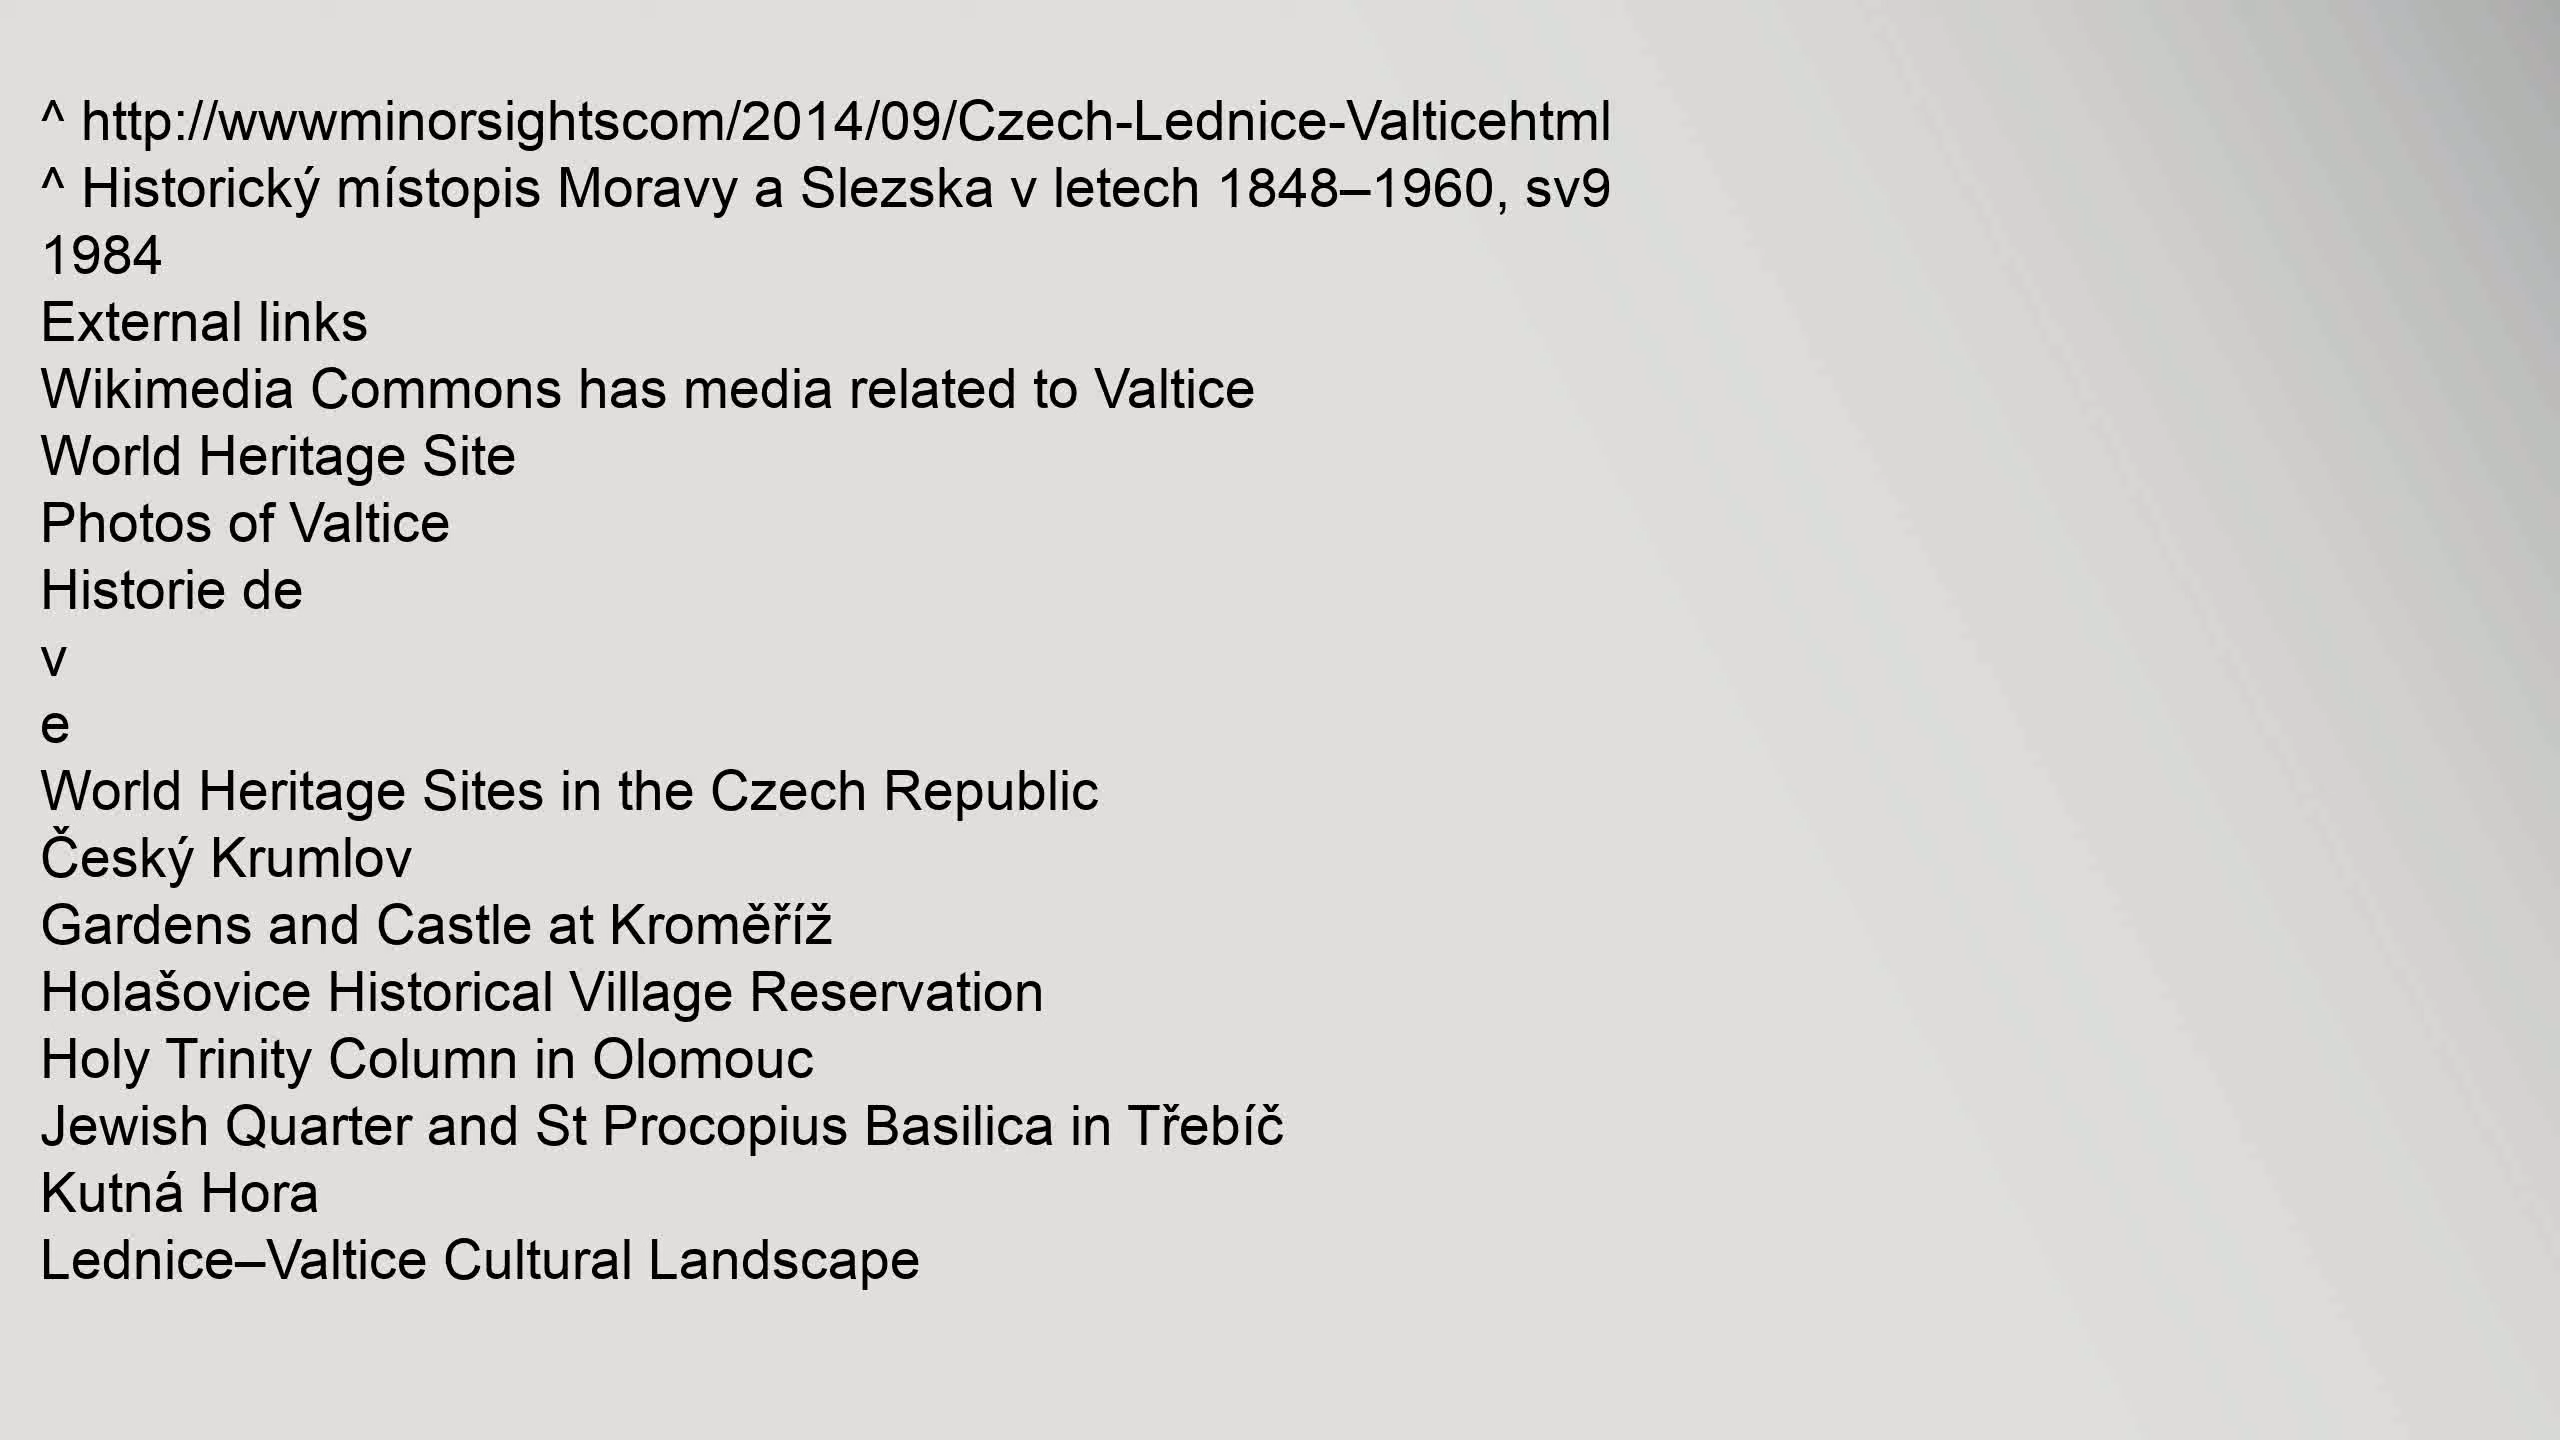 ^ http://wwwminorsightscom/2014/09/Czech-Lednice-Valticehtml
^ Historický místopis Moravy a Slezska v letech 1848–1960, sv9
1984
External links
Wikimedia Commons has media related to Valtice
World Heritage Site
Photos of Valtice
Historie de
v
e
World Heritage Sites in the Czech Republic
Český Krumlov
Gardens and Castle at Kroměříž
Holašovice Historical Village Reservation
Holy Trinity Column in Olomouc
Jewish Quarter and St Procopius Basilica in Třebíč
Kutná Hora
Lednice–Valtice Cultural Landscape